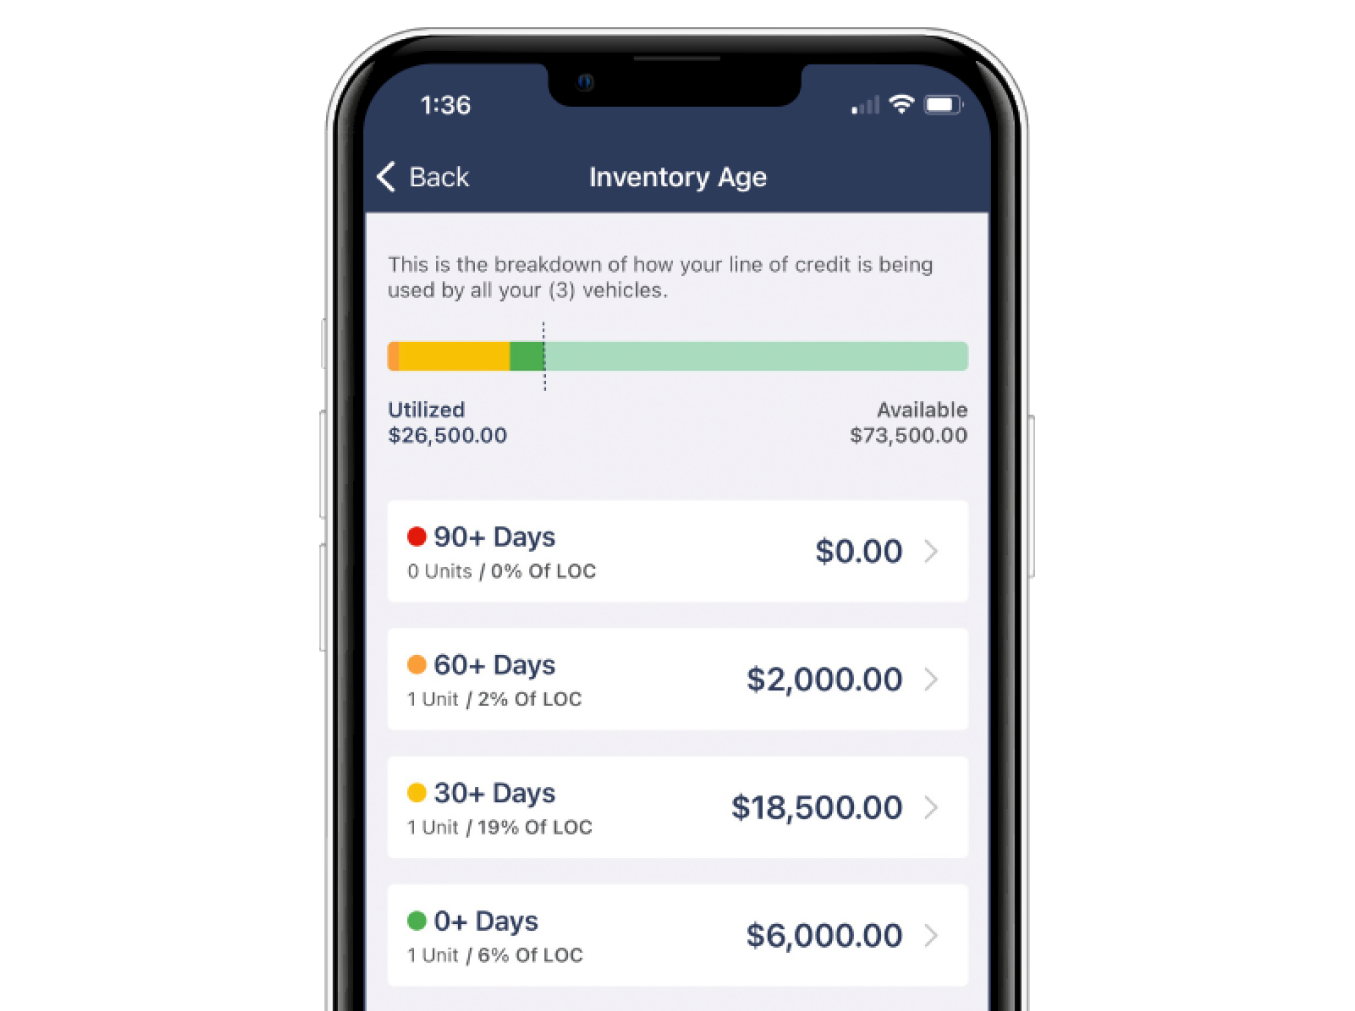 1:36
Back
Inventory Age
This is the breakdown of how your line of credit is being
used by all your (3) vehicles.
Utilized
Available
$26,500.00
$73,500.00
90+ Days
$0.00
0 Units / 0% Of LOC
60+ Days
$2,000.00
1 Unit / 2% Of LOC
30+ Days
$18,500.00
1 Unit / 19% Of LOC
0+ Days
$6,000.00
1 Unit / 6% Of LOC